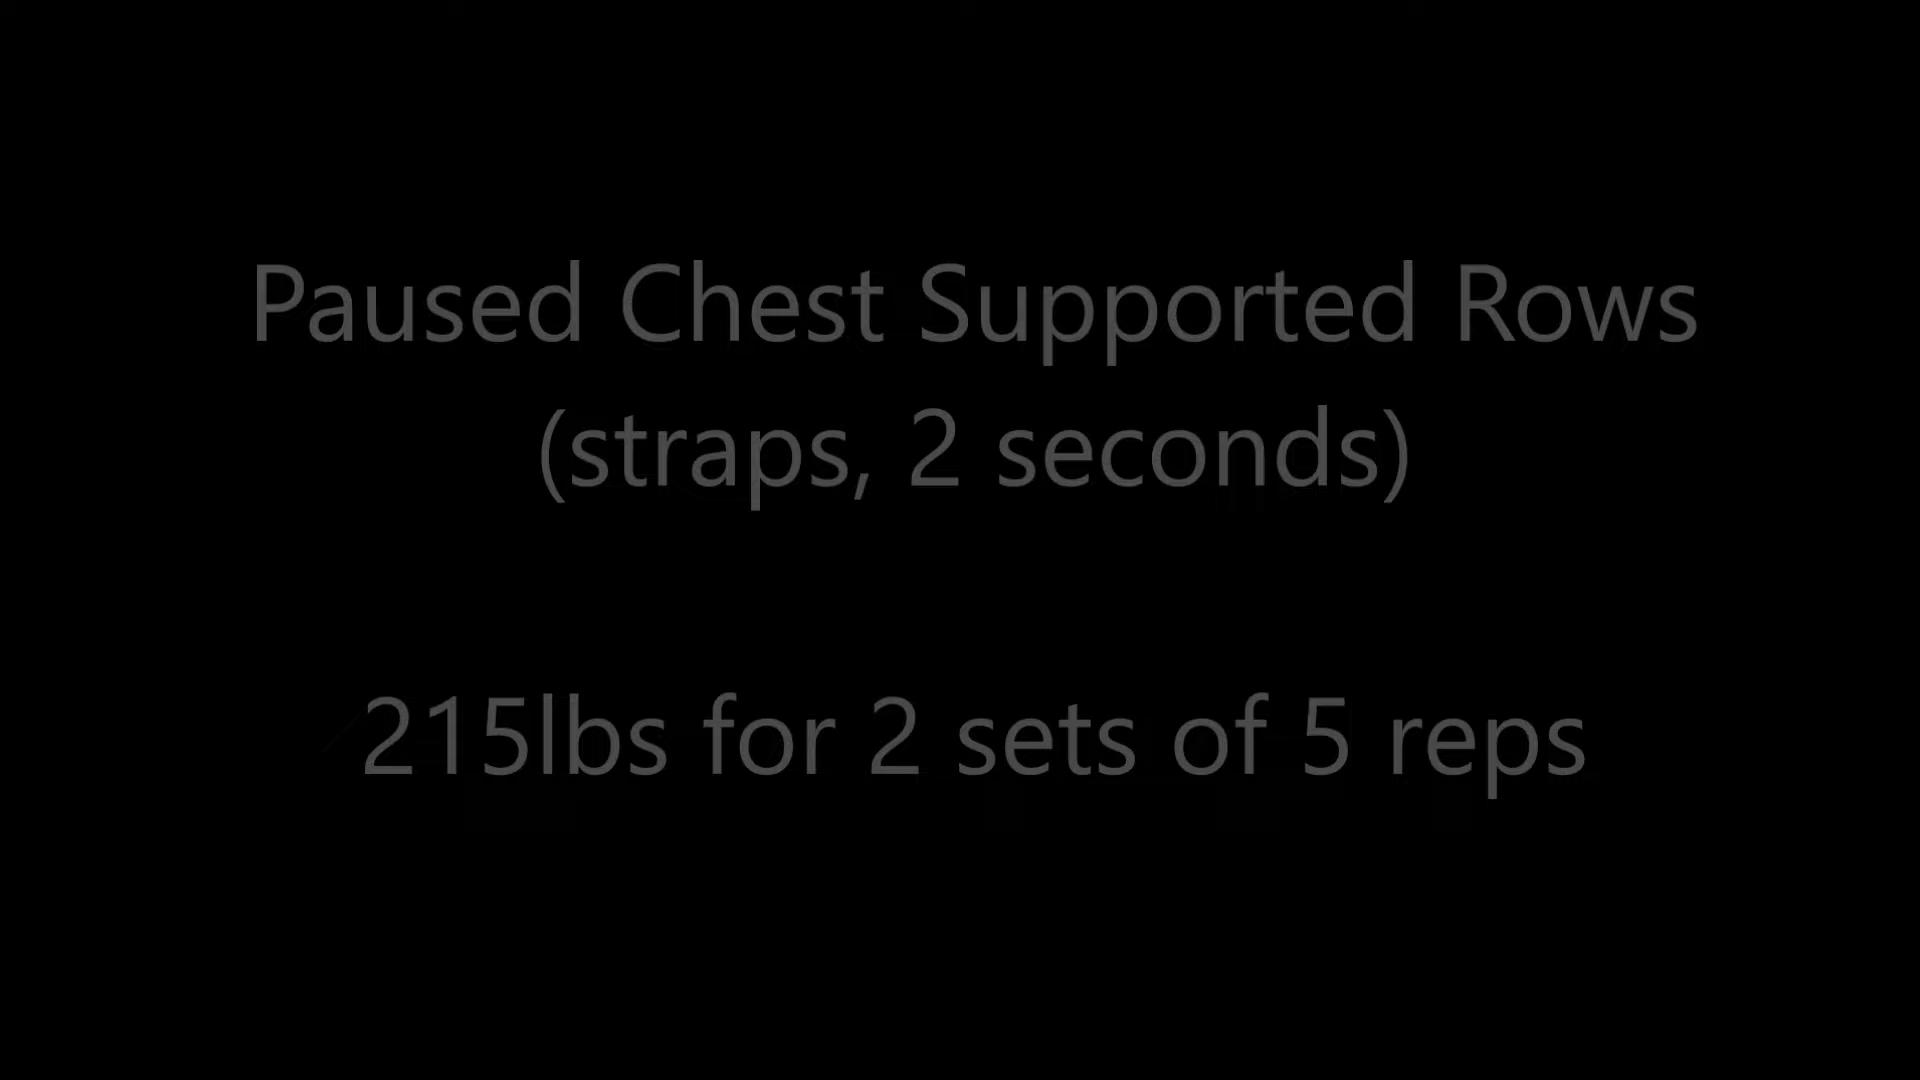 Paused Chest Supported Rows
(straps, 2 seconds)
215lbs for 2 sets of 5 reps